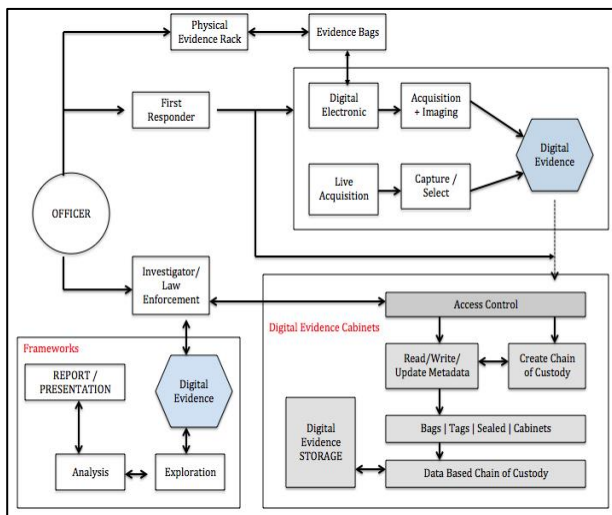 Physical
Evidence Rack
Evidence Bags
First
Responder
Digital
Electronic
Acquisition
+ Imaging
Digital
Evidence
Live
Acquisition
Capture /
Select
OFFICER
Investigator/
Law
Enforcement
Frameworks
REPORT /
PRESENTATION
Digital
Evidence
Analysis
Exploration
Digital Evidence Cabinets
Access Control
Read/Write/
Update Metadata
Create Chain
of Custody
Bags | Tags | Sealed | Cabinets
Digital
Evidence
STORAGE
Data Based Chain of Custody